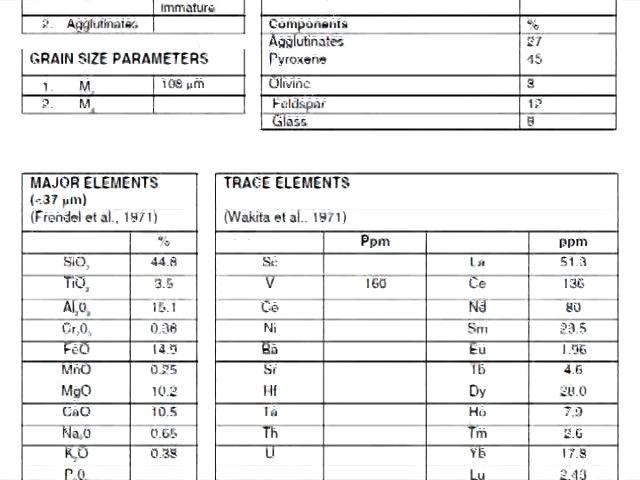 Immature
2. Agglutinates
GRAIN SIZE PARAMETERS
1. M 108 µm
2. M
Components %
Agglutinates 27
Pyroxene 45
Olivine 8
Feldspar 12
Glass 8
MAJOR ELEMENTS
(<37 µm)
(Frondel et al., 1971)
%
SiO2 44.8
TiO2 3.5
Al2O3 15.1
Cr2O3 0.36
FeO 14.9
MnO 0.25
MgO 10.2
CaO 10.5
Na2O 0.65
K2O 0.38
TRACE ELEMENTS
(Wakita et al., 1971)
Ppm ppm
Sc La 51.3
V 160 Ce 136
Co Nd 80
Ni Sm 23.5
Ba Eu 1.96
Sr Tb 4.6
Hf Dy 28.0
Ta Ho 7.9
Th Tm 2.6
U Yb 17.8
Lu 2.43